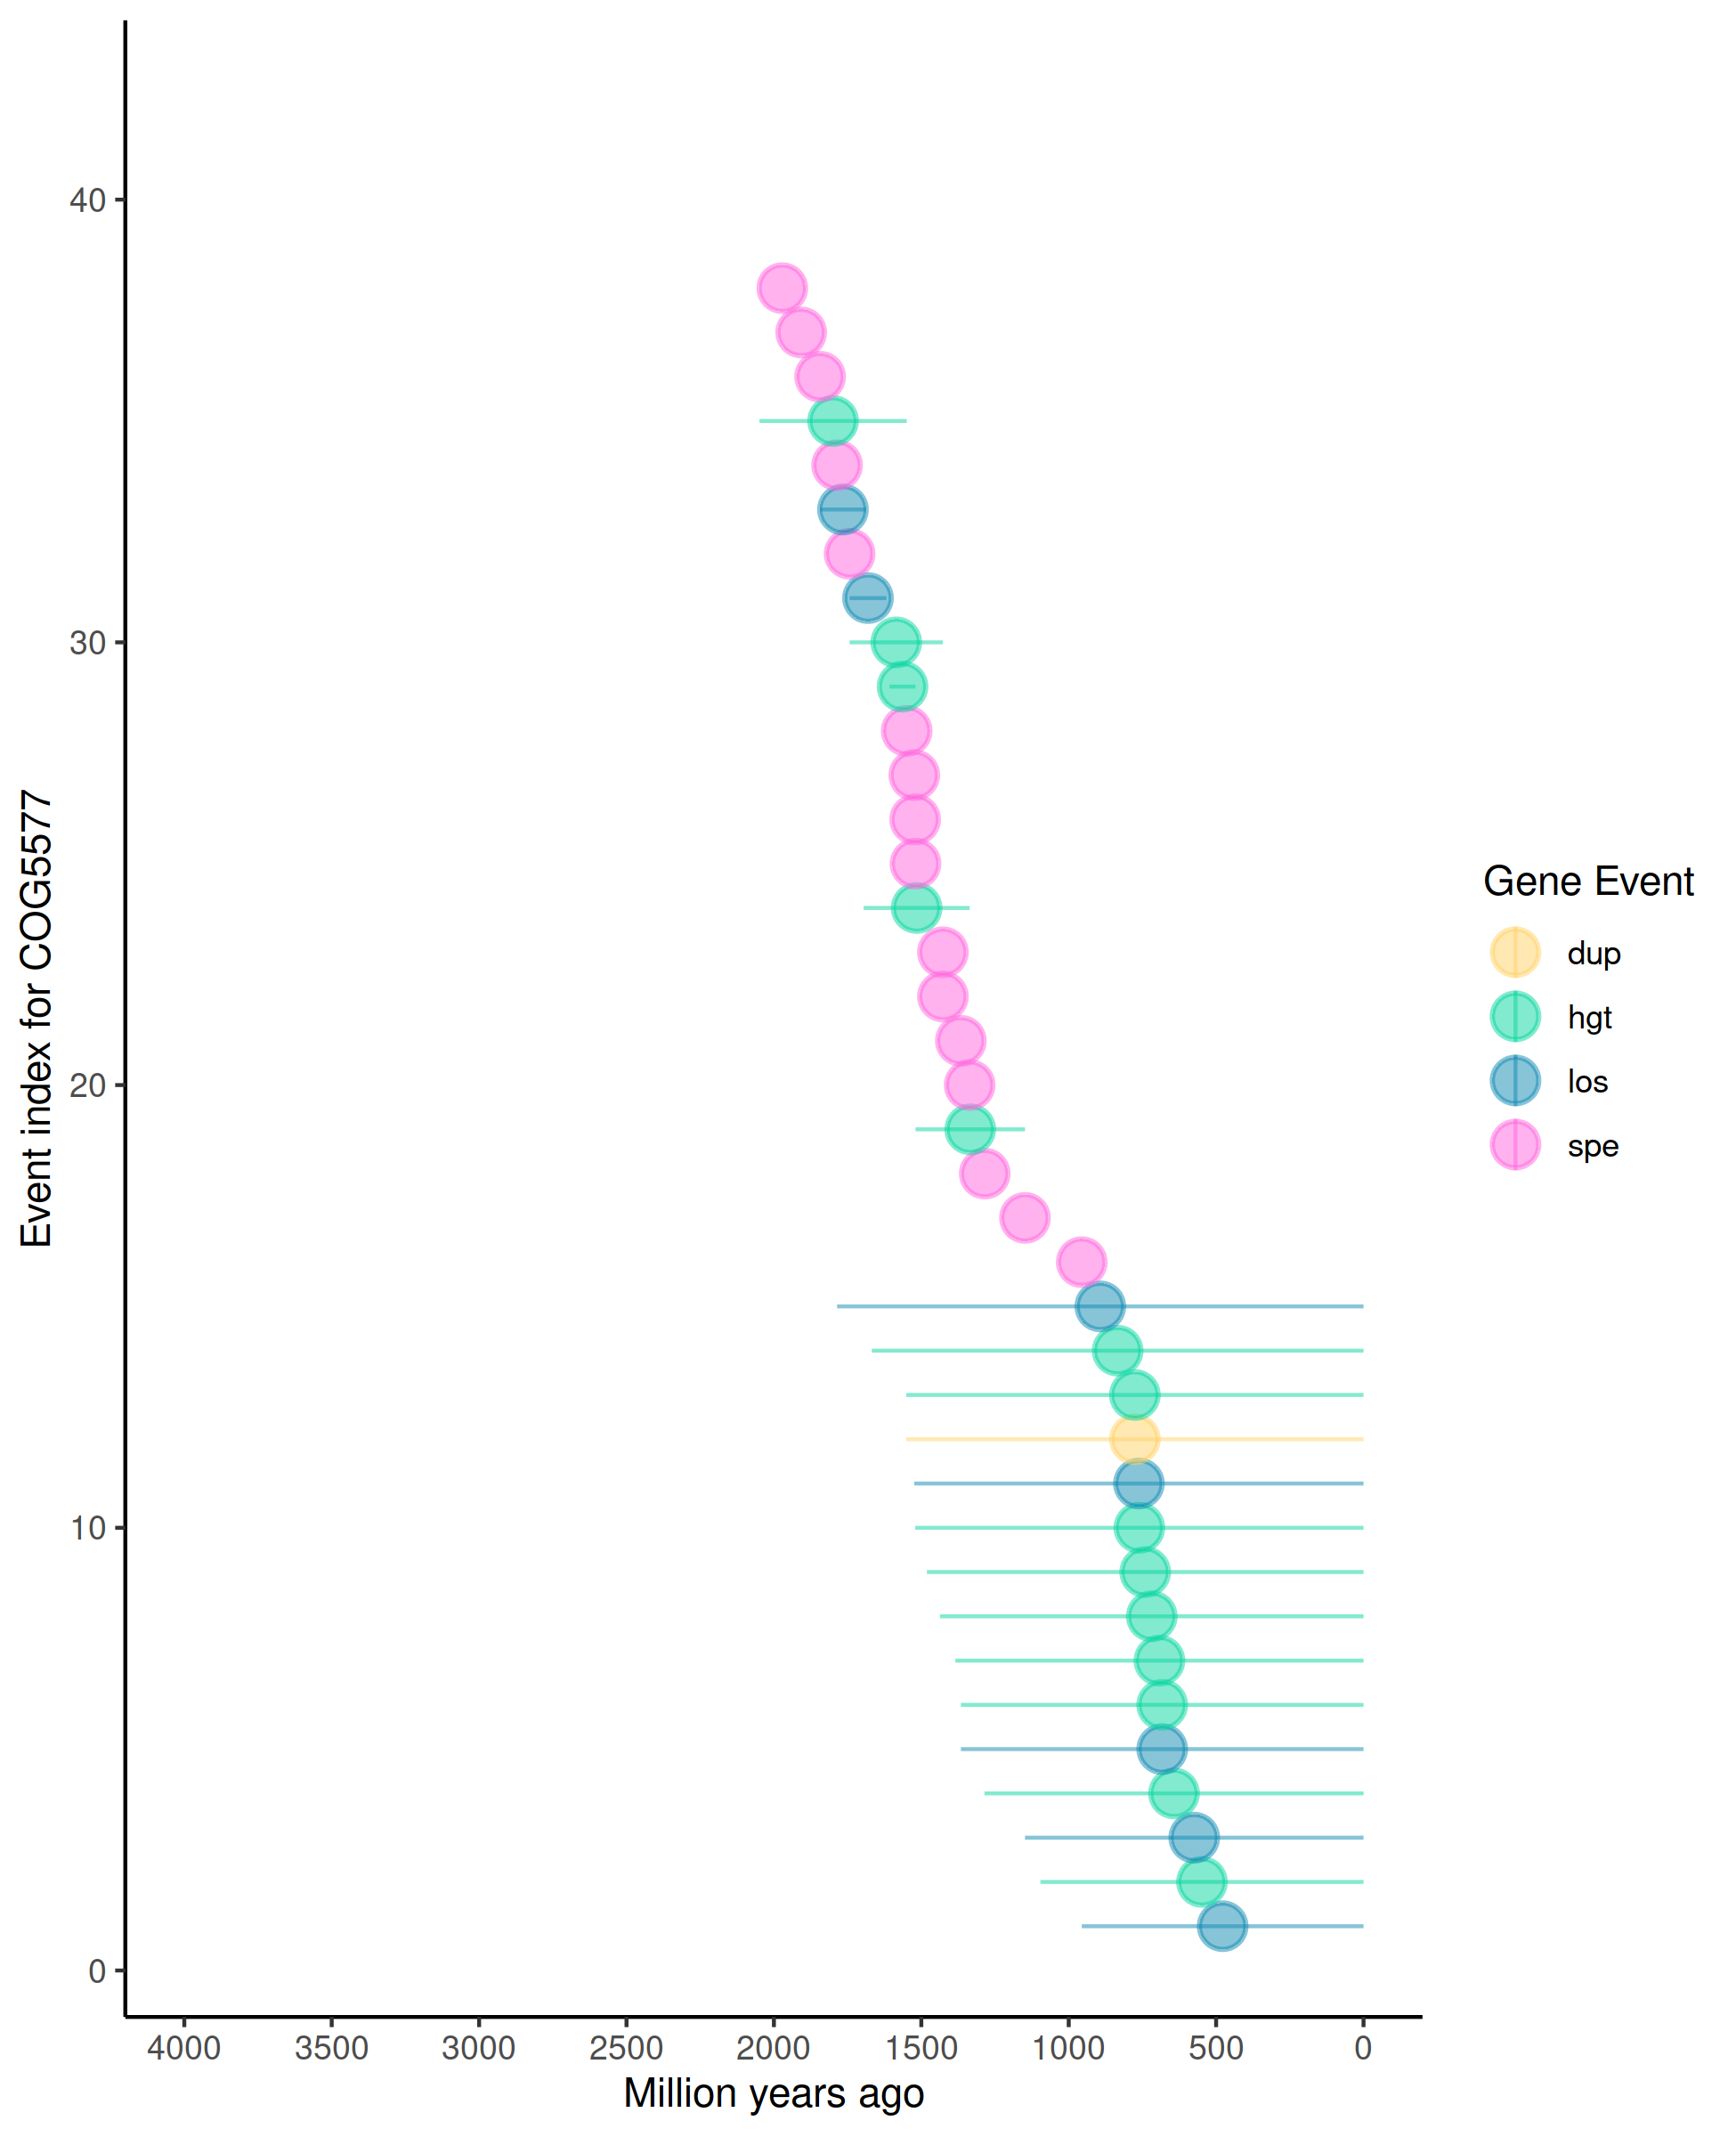 Event index for COG5577
40
30
20
10
0
4000 3500 3000 2500 2000 1500 1000 500 0
Million years ago
Gene Event
dup
hgt
los
spe